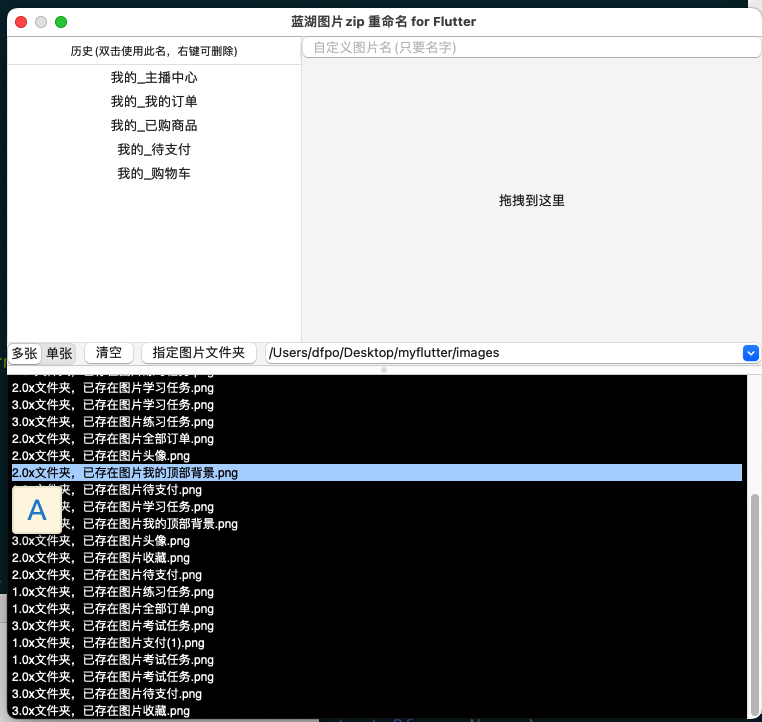 蓝湖图片zip 重命名 for Flutter
历史(双击使用此名，右键可删除)
自定义图片名(只要名字)
我的_主播中心
我的_我的订单
我的_已购商品
我的_待支付
我的_购物车
拖拽到这里
多张 单张 清空 指定图片文件夹 /Users/dfpo/Desktop/myflutter/images
2.0x文件夹，已存在图片学习任务.png
3.0x文件夹，已存在图片学习任务.png
3.0x文件夹，已存在图片练习任务.png
2.0x文件夹，已存在图片全部订单.png
2.0x文件夹，已存在图片头像.png
2.0x文件夹，已存在图片我的顶部背景.png
件夹，已存在图片待支付.png
A
件夹，已存在图片学习任务.png
件夹，已存在图片我的顶部背景.png
3.0x文件夹，已存在图片头像.png
2.0x文件夹，已存在图片收藏.png
2.0x文件夹，已存在图片待支付.png
1.0x文件夹，已存在图片练习任务.png
1.0x文件夹，已存在图片全部订单.png
3.0x文件夹，已存在图片考试任务.png
1.0x文件夹，已存在图片支付(1).png
1.0x文件夹，已存在图片考试任务.png
2.0x文件夹，已存在图片考试任务.png
3.0x文件夹，已存在图片待支付.png
3.0x文件夹，已存在图片收藏.png